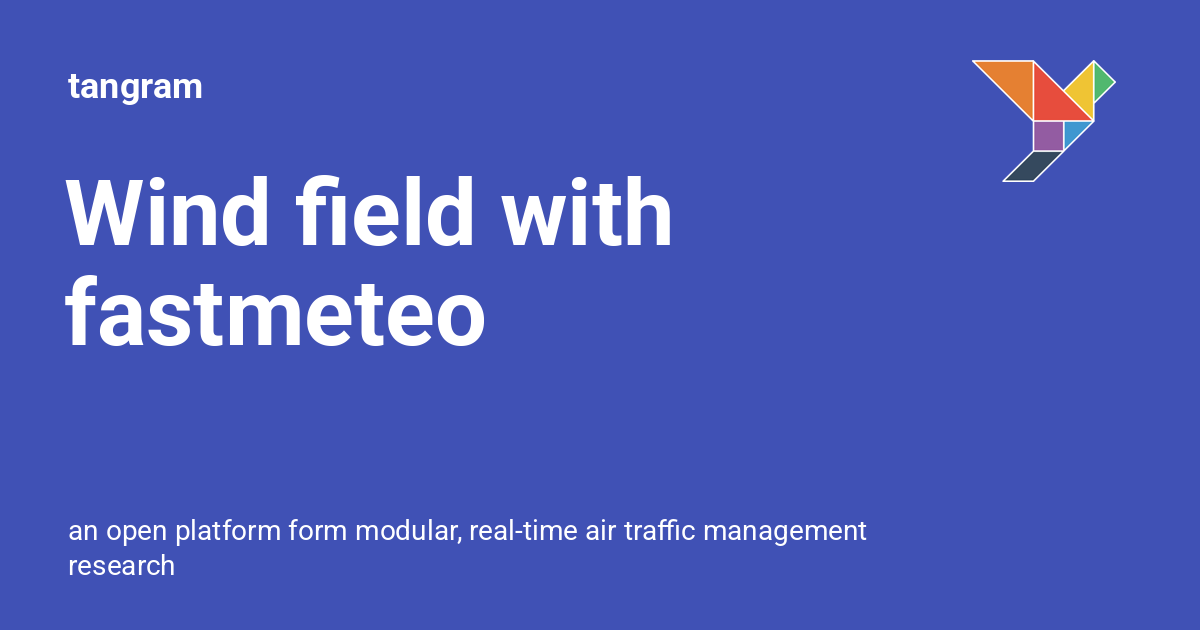 tangram
Wind field with
fastmeteo
an open platform form modular, real-time air traffic management
research